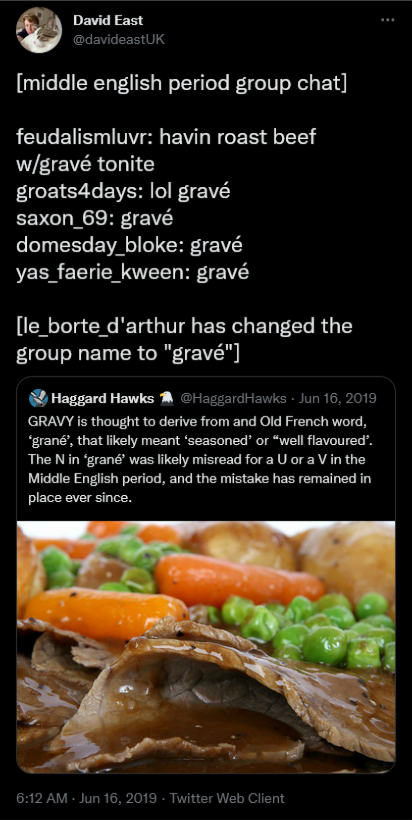 David East
@davideastUK
[middle english period group chat]
feudalismluvr: havin roast beef
w/gravé tonite
groats4days: lol gravé
saxon_69: gravé
domesday_bloke: gravé
yas_faerie_kween: gravé
[le_borte_d'arthur has changed the
group name to "gravé"]
Haggard Hawks 🦅 @HaggardHawks · Jun 16, 2019
GRAVY is thought to derive from and Old French word,
‘grané’, that likely meant ‘seasoned’ or “well flavoured’.
The N in ‘grané’ was likely misread for a U or a V in the
Middle English period, and the mistake has remained in
place ever since.
6:12 AM · Jun 16, 2019 · Twitter Web Client